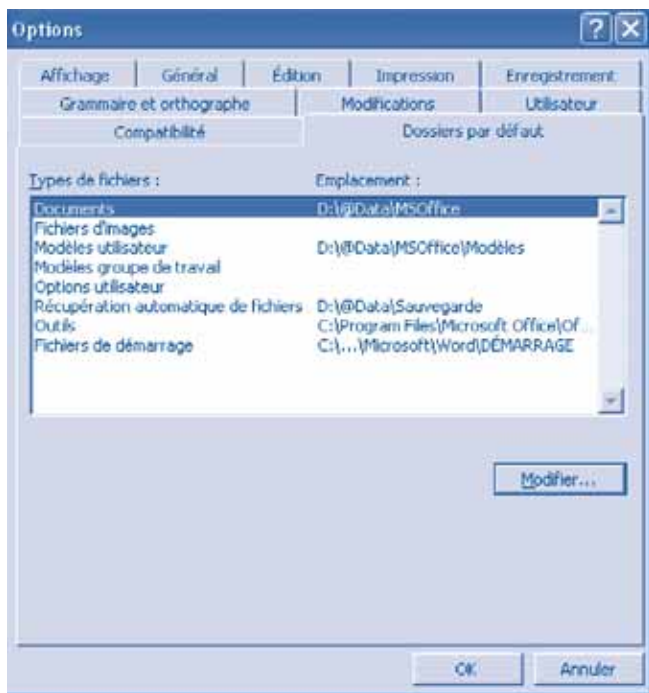 Options
Affichage Général Édition Impression Enregistrement
Grammaire et orthographe Modifications Utilisateur
Compatibilité Dossiers par défaut
Types de fichiers : Emplacement :
Documents D:\@Data\MSOffice
Fichiers d'images
Modèles utilisateur D:\@Data\MSOffice\Modèles
Modèles groupe de travail
Options utilisateur
Récupération automatique de fichiers D:\@Data\Sauvegarde
Outils C:\Program Files\Microsoft Office\Of...
Fichiers de démarrage C:\...\Microsoft\Word\DÉMARRAGE
Modifier...
OK Annuler